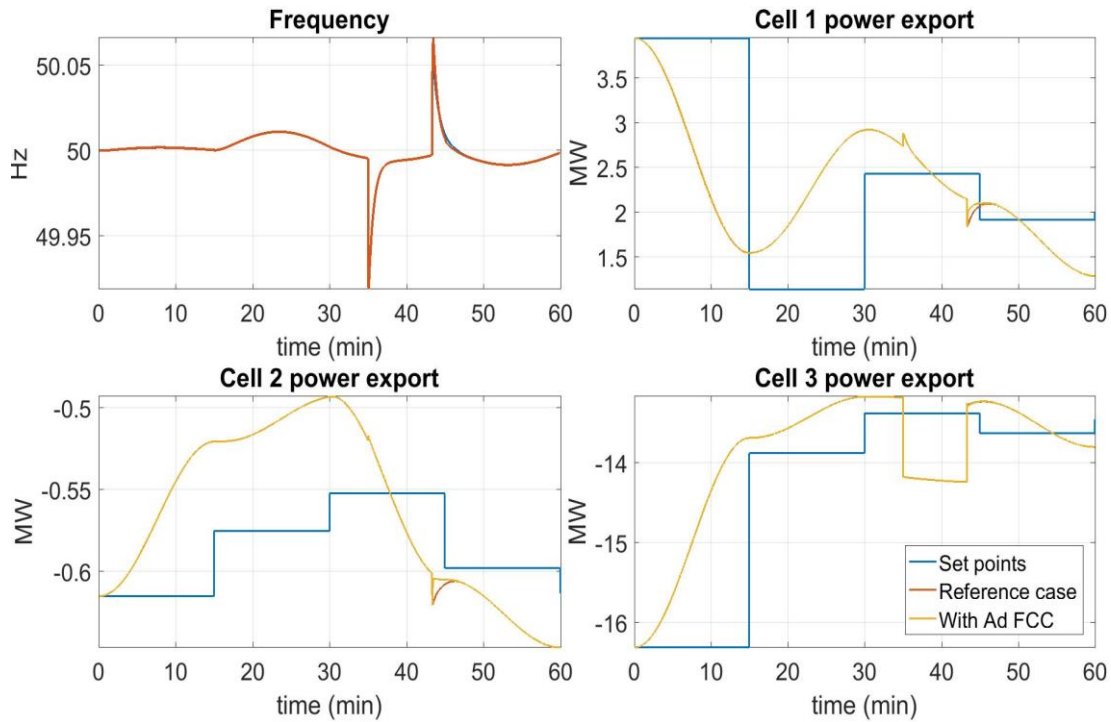 Frequency
50.05
50
49.95
Hz
0 10 20 30 40 50 60
time (min)
Cell 1 power export
3.5
3
2.5
2
1.5
MW
0 10 20 30 40 50 60
time (min)
Cell 2 power export
-0.5
-0.55
-0.6
MW
0 10 20 30 40 50 60
time (min)
Cell 3 power export
-14
-15
-16
MW
Set points
Reference case
With Ad FCC
0 10 20 30 40 50 60
time (min)